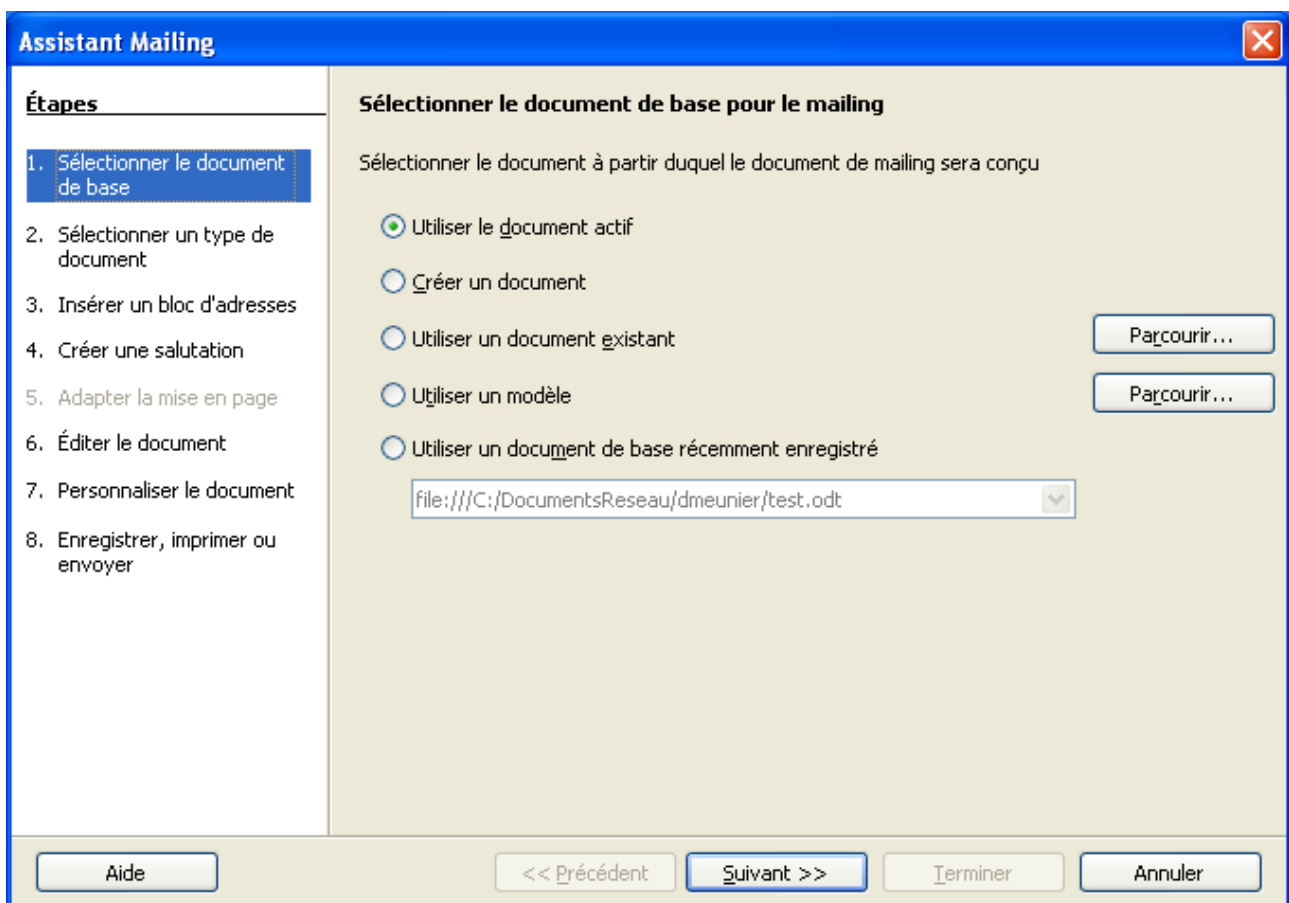 Assistant Mailing
Étapes
1. Sélectionner le document
de base
2. Sélectionner un type de
document
3. Insérer un bloc d'adresses
4. Créer une salutation
5. Adapter la mise en page
6. Éditer le document
7. Personnaliser le document
8. Enregistrer, imprimer ou
envoyer
Sélectionner le document de base pour le mailing
Sélectionner le document à partir duquel le document de mailing sera conçu
Utiliser le document actif
Créer un document
Utiliser un document existant
Parcourir...
Utiliser un modèle
Parcourir...
Utiliser un document de base récemment enregistré
file:///C:/DocumentsReseau/dmeunier/test.odt
Aide
<< Précédent
Suivant >>
Terminer
Annuler